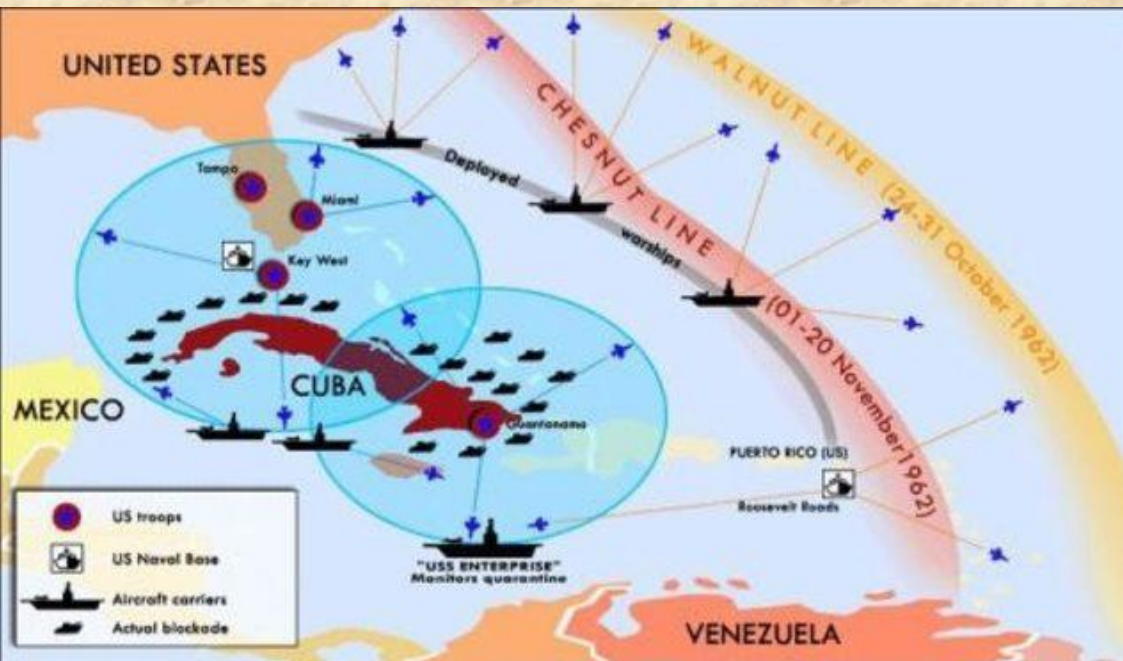 UNITED STATES
WALNUT LINE (24-31 October 1962)
CHESNUT LINE (01-20 November 1962)
Deployed
warships
Tampa
Miami
Key West
CUBA
MEXICO
Guantanamo
PUERTO RICO (US)
Roosevelt Roads
"USS ENTERPRISE"
Monitors quarantine
US troops
US Naval Base
Aircraft carriers
Actual blockade
VENEZUELA